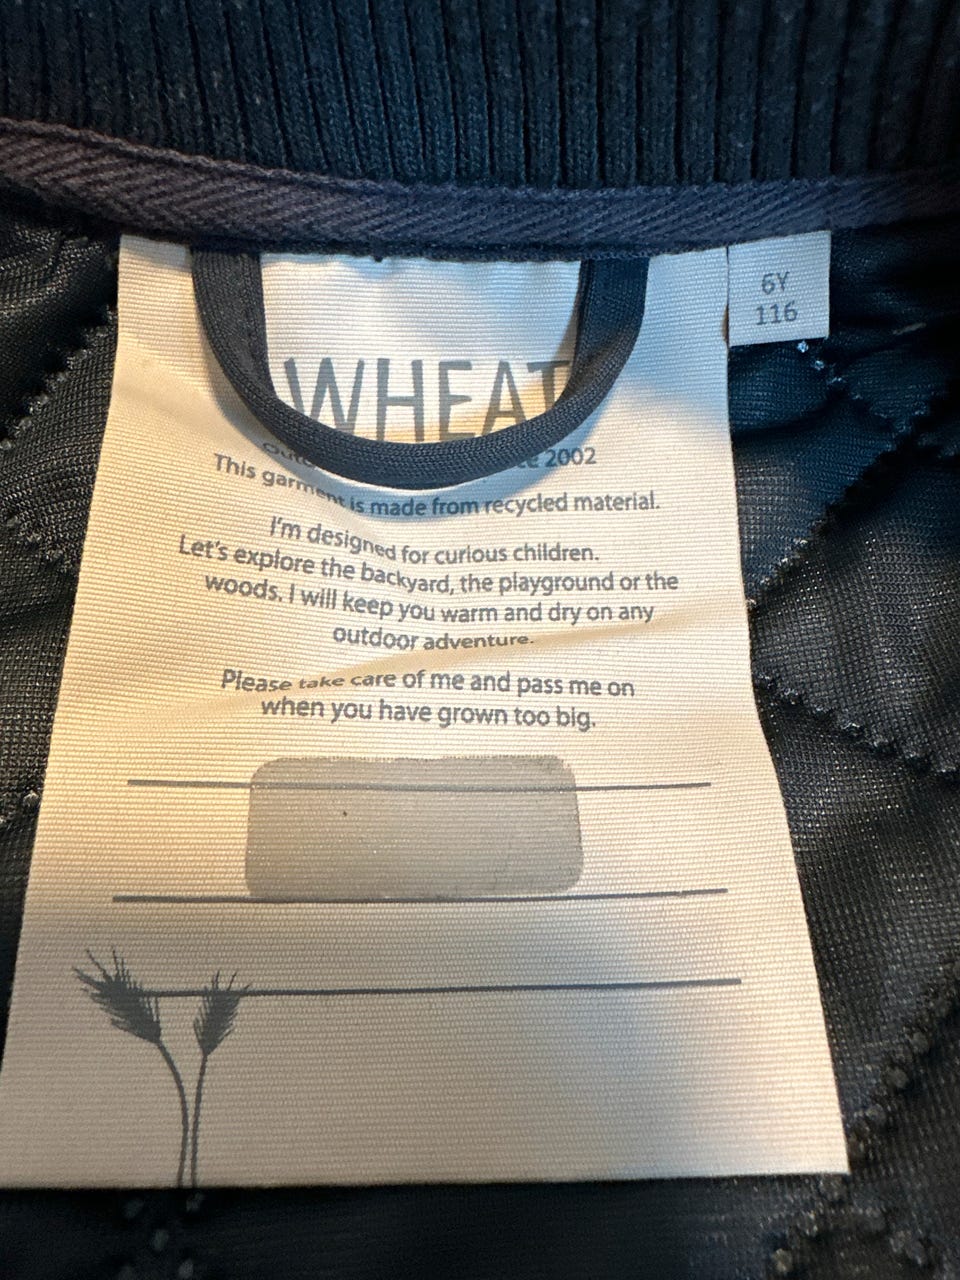 6Y
116
WHEAT
2002
This garment is made from recycled material.
I'm designed for curious children.
Let's explore the backyard, the playground or the
woods. I will keep you warm and dry on any
outdoor adventure.
Please take care of me and pass me on
when you have grown too big.